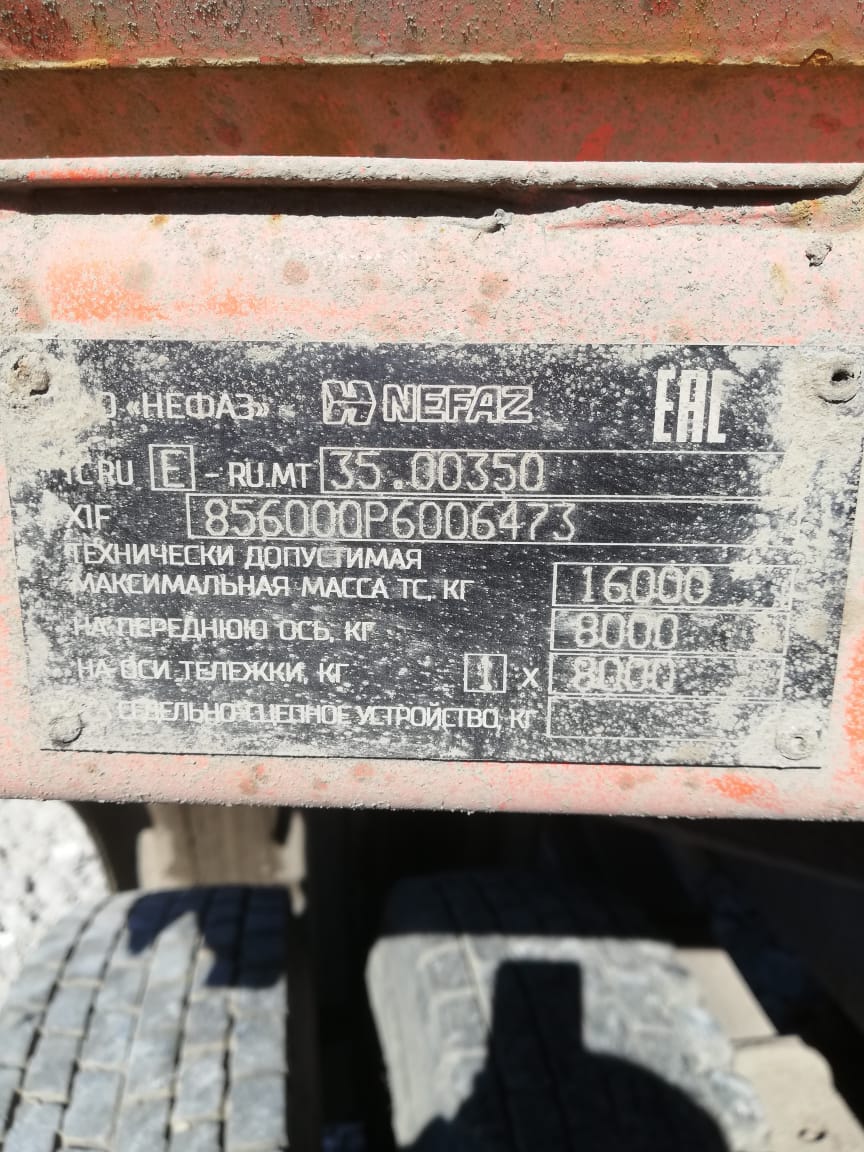 «НЕФАЗ» NEFAZ EAC
RU E - RU.MT 35.00350
X1F 856000P6006473
ТЕХНИЧЕСКИ ДОПУСТИМАЯ
МАКСИМАЛЬНАЯ МАССА ТС, КГ 16000
НА ПЕРЕДНЮЮ ОСЬ, КГ 8000
НА ОСИ ТЕЛЕЖКИ, КГ 1 х 8000
СЕДЕЛЬНО-СЦЕПНОЕ УСТРОЙСТВО, КГ